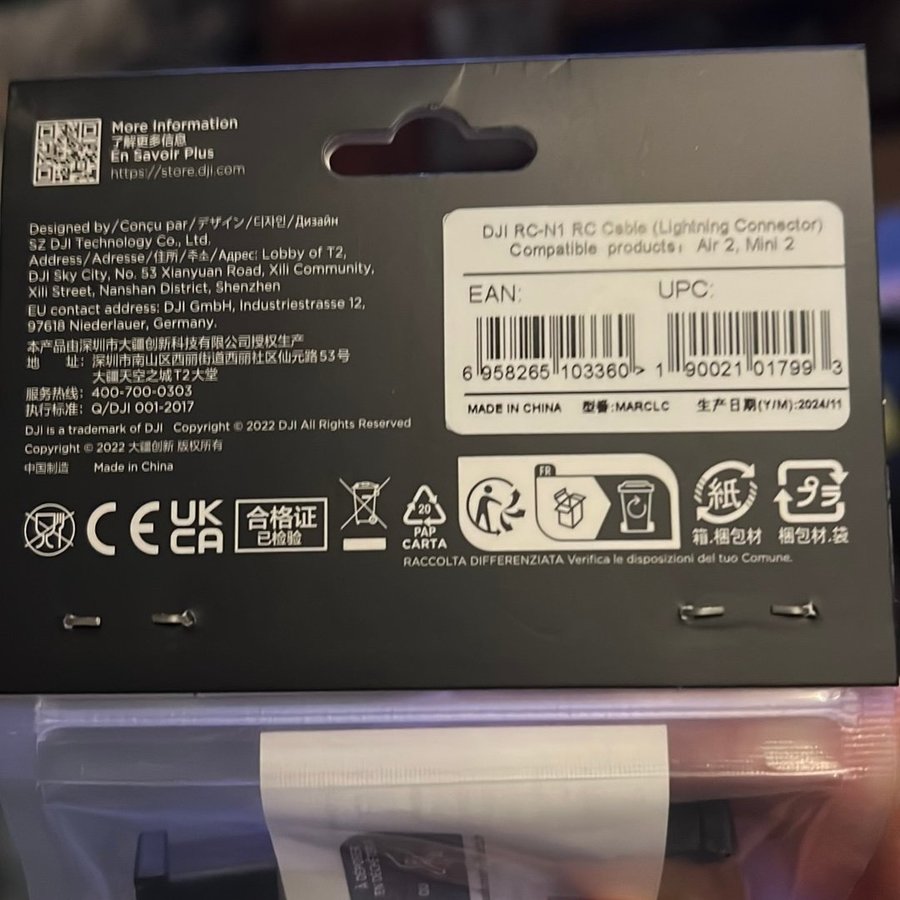 More Information
了解更多信息
En Savoir Plus
https://store.dji.com
Designed by/Conçu par/デザイン/디자인/Дизайн
SZ DJI Technology Co., Ltd.
Address/Adresse/住所/주소/Адрес: Lobby of T2,
DJI Sky City, No. 53 Xianyuan Road, Xili Community,
Xili Street, Nanshan District, Shenzhen
EU contact address: DJI GmbH, Industriestrasse 12,
97618 Niederlauer, Germany.
本产品由深圳市大疆创新科技有限公司授权生产
地 址: 深圳市南山区西丽街道西丽社区仙元路53号
大疆天空之城T2大堂
服务热线: 400-700-0303
执行标准: Q/DJI 001-2017
DJI is a trademark of DJI Copyright © 2022 DJI All Rights Reserved
Copyright © 2022 大疆创新 版权所有
中国制造 Made in China
DJI RC-N1 RC Cable (Lightning Connector)
Compatible products: Air 2, Mini 2
EAN: UPC:
6 958265 103360> 1 90021 01799 3
MADE IN CHINA 型号:MARCLC 生产日期(Y/M):2024/11
CE
UK
CA
合格证
已检验
20
PAP
CARTA
FR
紙
箱.梱包材
プラ
梱包材.袋
RACCOLTA DIFFERENZIATA Verifica le disposizioni del tuo Comune.
À DÉPOSER
OU